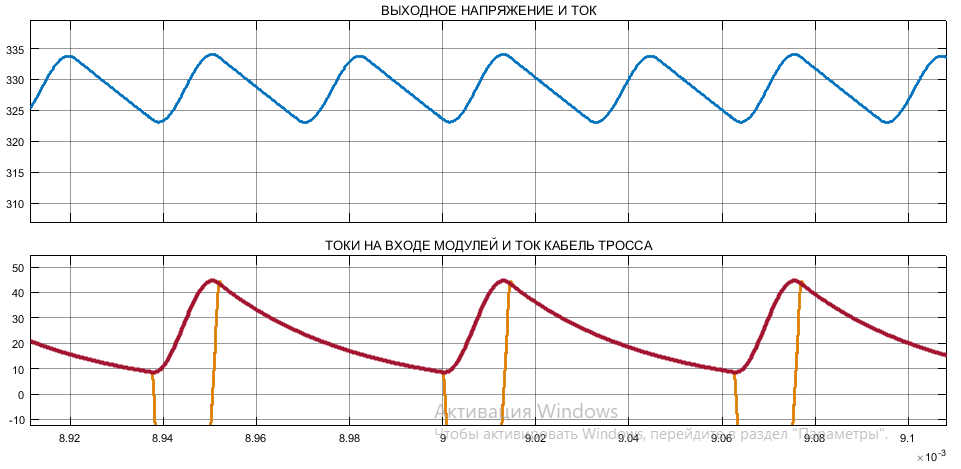 ВЫХОДНОЕ НАПРЯЖЕНИЕ И ТОК
335
330
325
320
315
310
ТОКИ НА ВХОДЕ МОДУЛЕЙ И ТОК КАБЕЛЬ ТРОССА
50
40
30
20
10
0
-10
Активация Windows
Чтобы активировать Windows, перейдите в раздел "Параметры".
8.92 8.94 8.96 8.98 9 9.02 9.04 9.06 9.08 9.1
×10⁻³